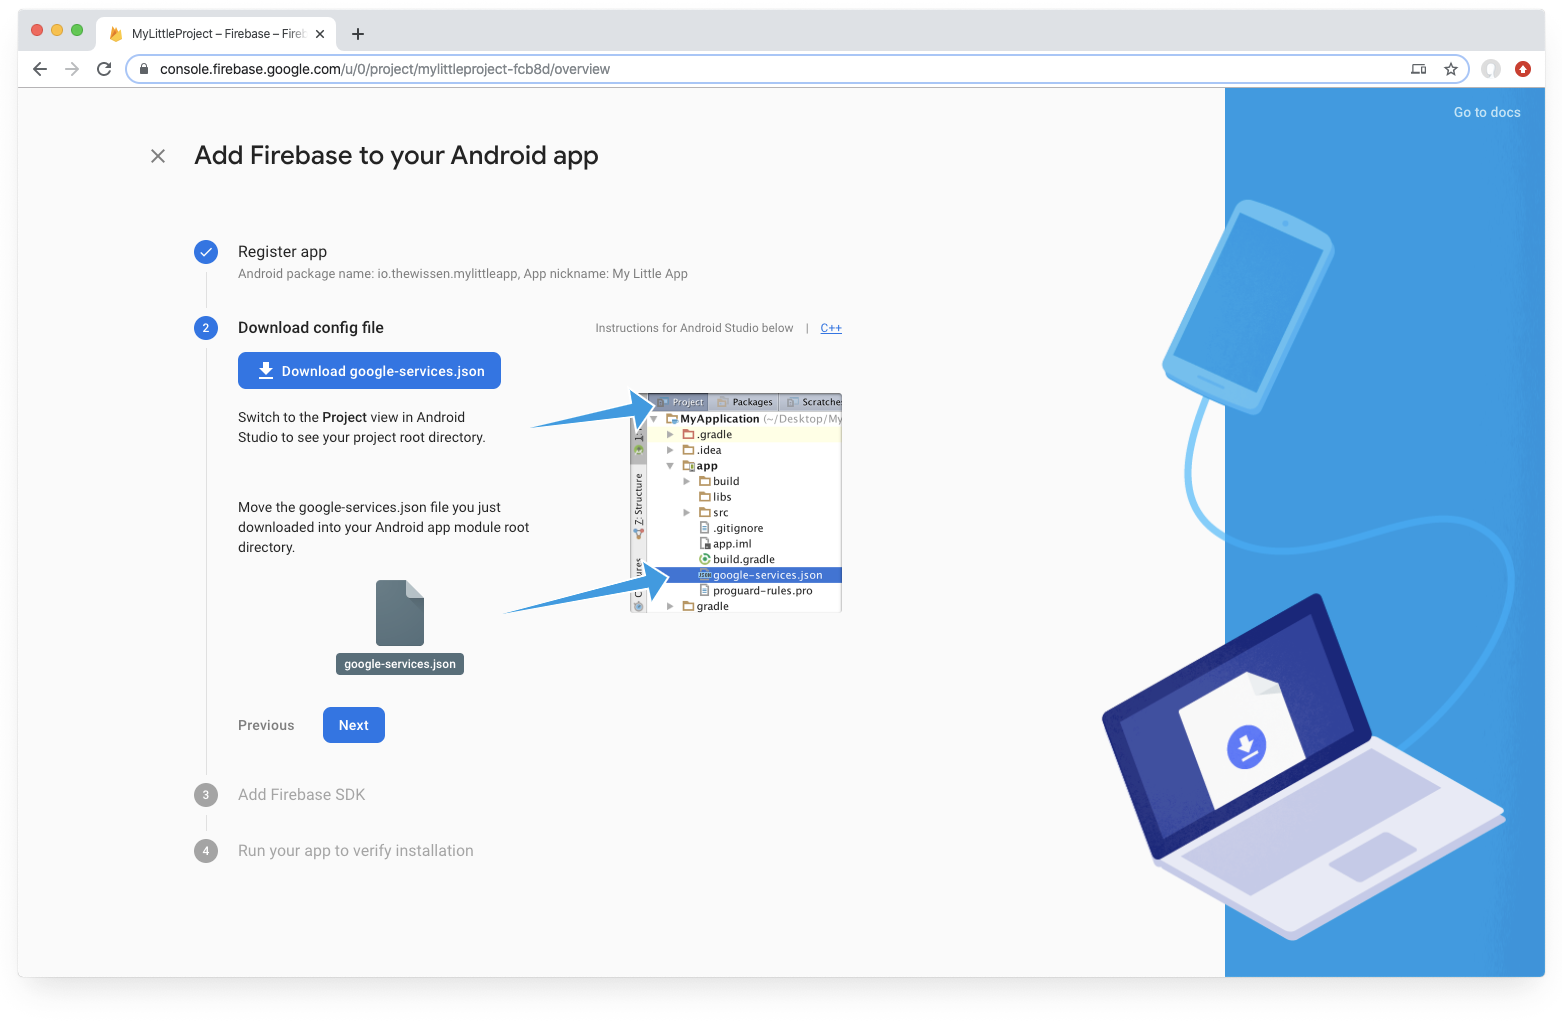 MyLittleProject – Firebase – Fire
console.firebase.google.com/u/0/project/mylittleproject-fcb8d/overview
Go to docs
Add Firebase to your Android app
Register app
Android package name: io.thewissen.mylittleapp, App nickname: My Little App
2 Download config file
Instructions for Android Studio below | C++
Download google-services.json
Switch to the Project view in Android
Studio to see your project root directory.
Move the google-services.json file you just
downloaded into your Android app module root
directory.
google-services.json
Project Packages Scratches
MyApplication (~/Desktop/My
.gradle
.idea
app
build
libs
src
.gitignore
app.iml
build.gradle
google-services.json
proguard-rules.pro
gradle
Z: Structure
Previous Next
3 Add Firebase SDK
4 Run your app to verify installation